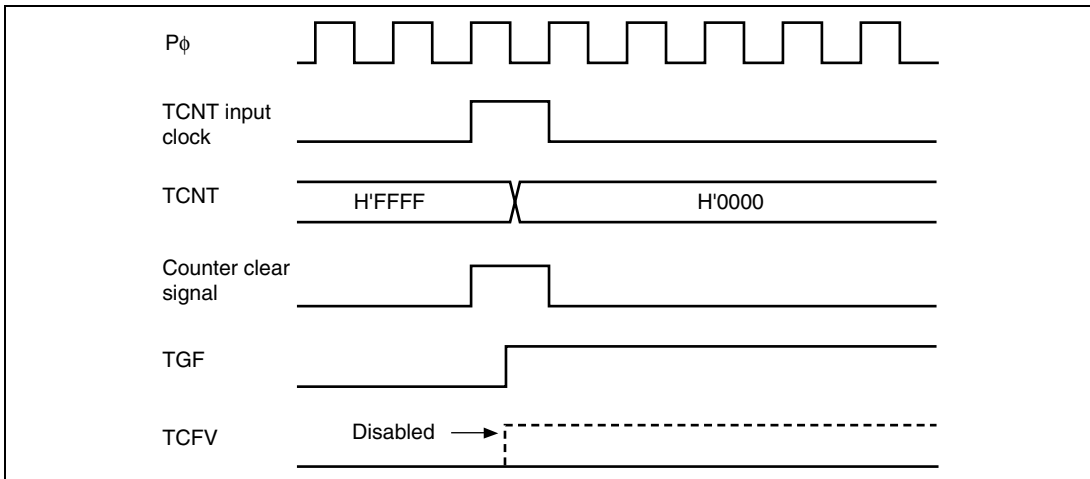 Pϕ
TCNT input
clock
TCNT
H'FFFF
H'0000
Counter clear
signal
TGF
TCFV
Disabled